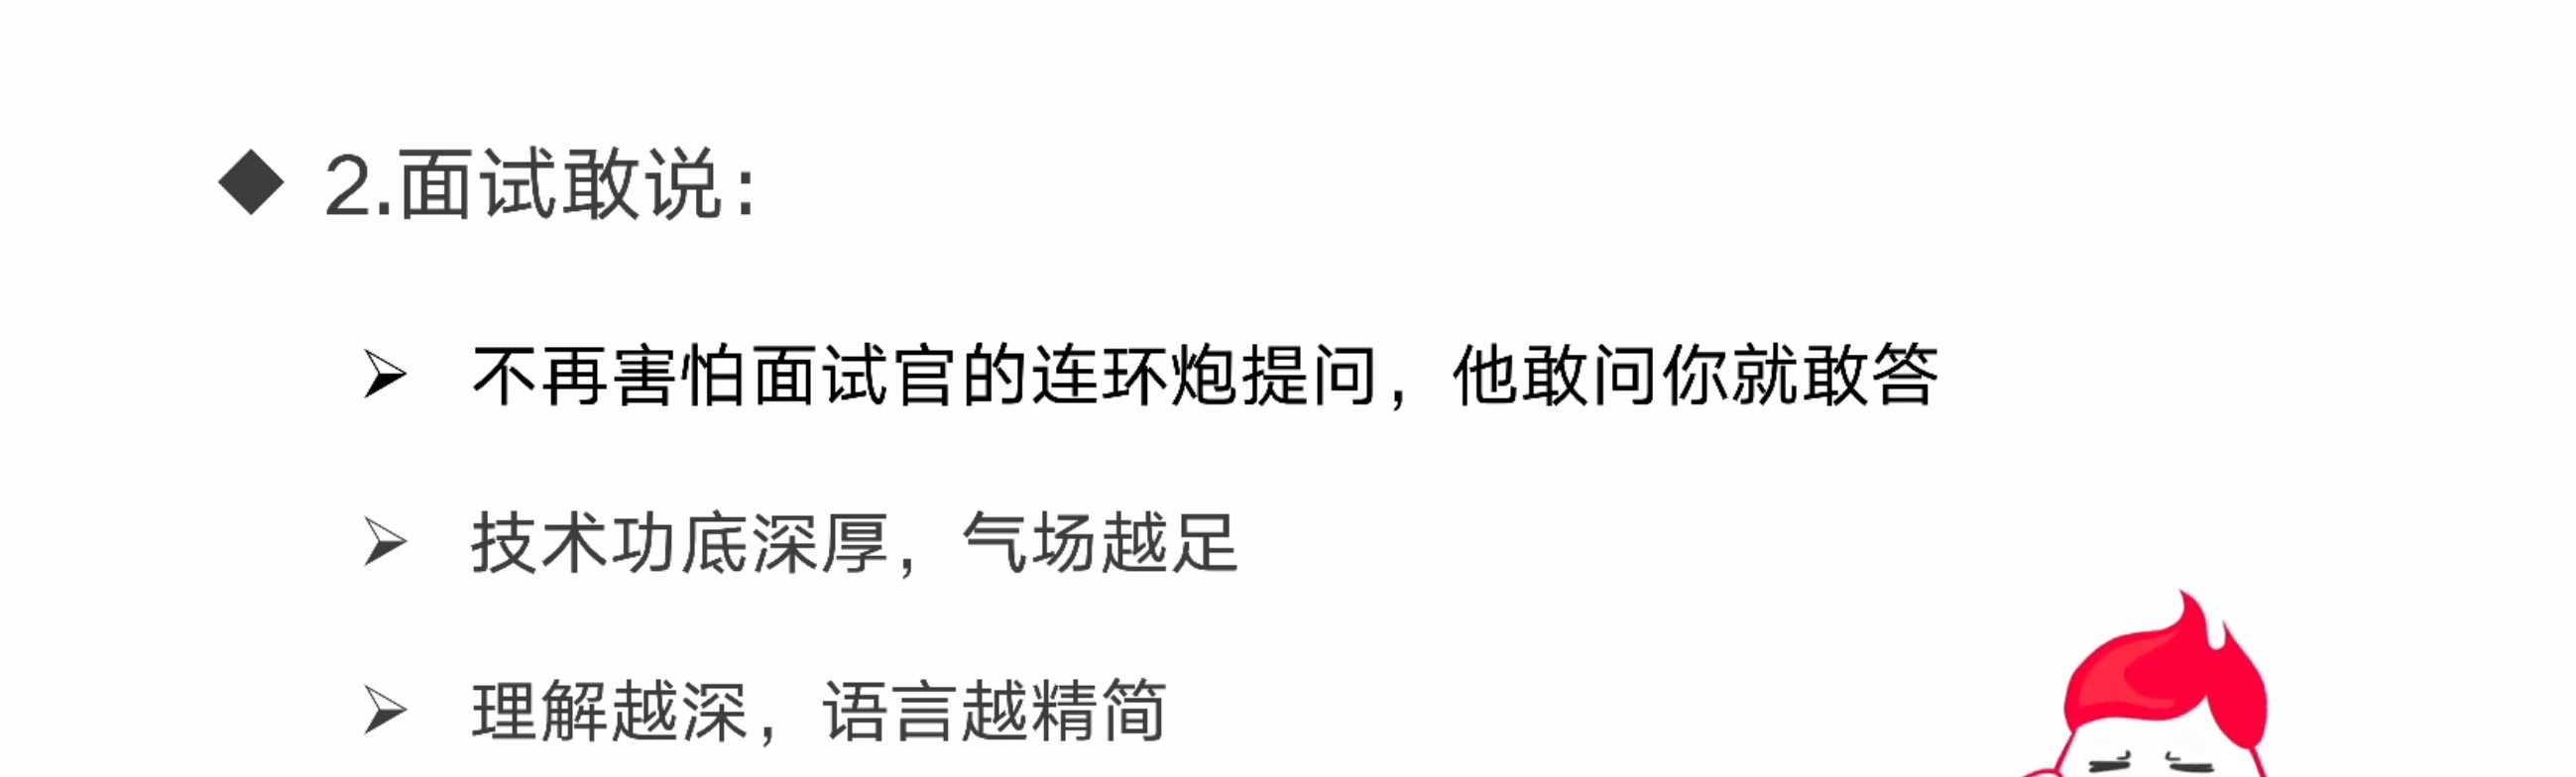 ◆ 2.面试敢说：
➢ 不再害怕面试官的连环炮提问，他敢问你就敢答
➢ 技术功底深厚，气场越足
➢ 理解越深，语言越精简